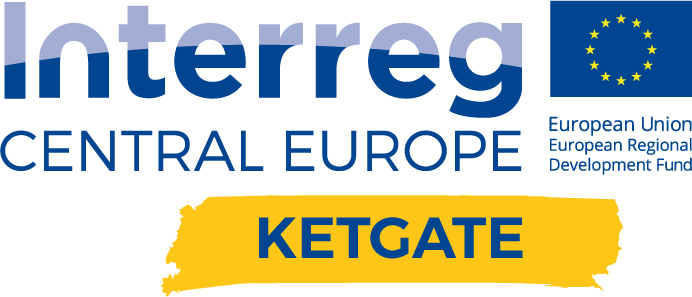 Interreg
CENTRAL EUROPE
European Union
European Regional
Development Fund
KETGATE